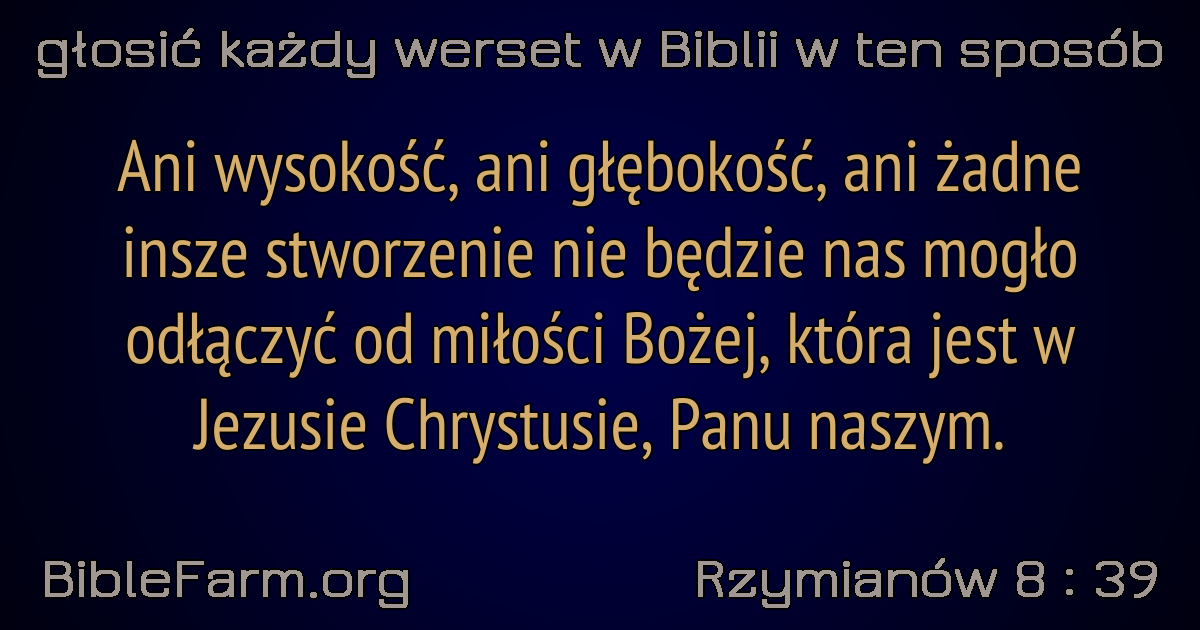 głosić każdy werset w Biblii w ten sposób
Ani wysokość, ani głębokość, ani żadne
insze stworzenie nie będzie nas mogło
odłączyć od miłości Bożej, która jest w
Jezusie Chrystusie, Panu naszym.
BibleFarm.org
Rzymianów 8 : 39